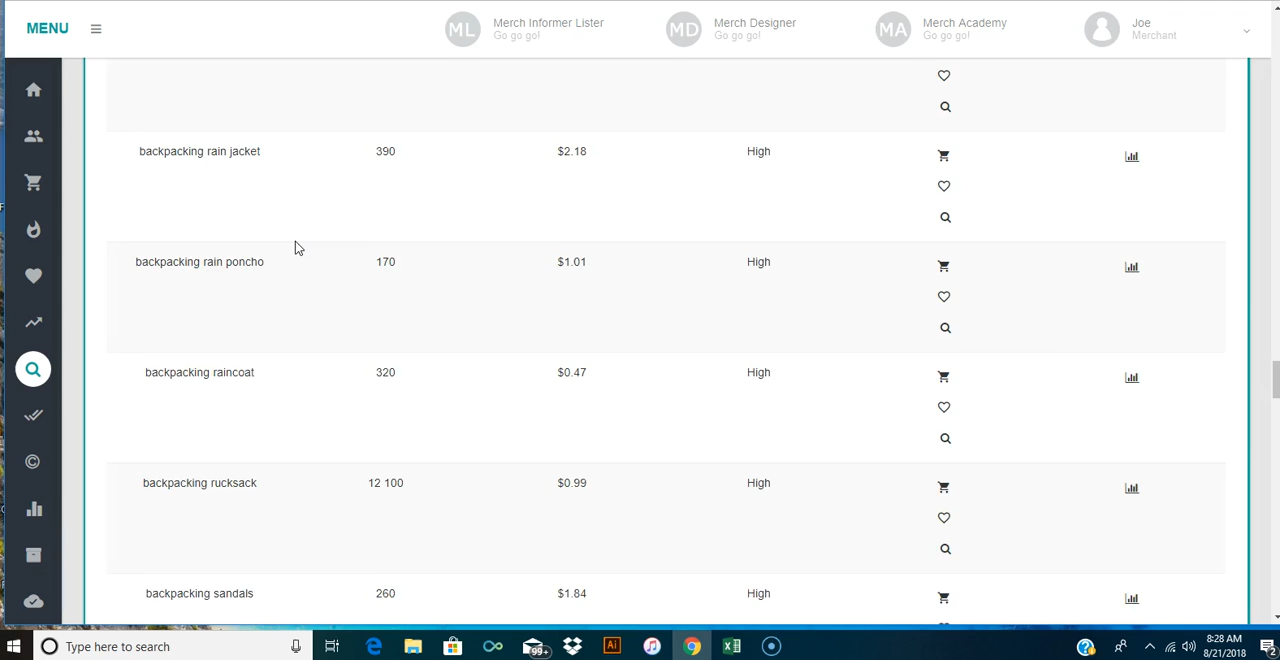 MENU
ML Merch Informer Lister
Go go go!
MD Merch Designer
Go go go!
MA Merch Academy
Go go go!
Joe
Merchant
backpacking rain jacket 390 $2.18 High
backpacking rain poncho 170 $1.01 High
backpacking raincoat 320 $0.47 High
backpacking rucksack 12 100 $0.99 High
backpacking sandals 260 $1.84 High
Type here to search
99+
Ai
8:28 AM
8/21/2018
2